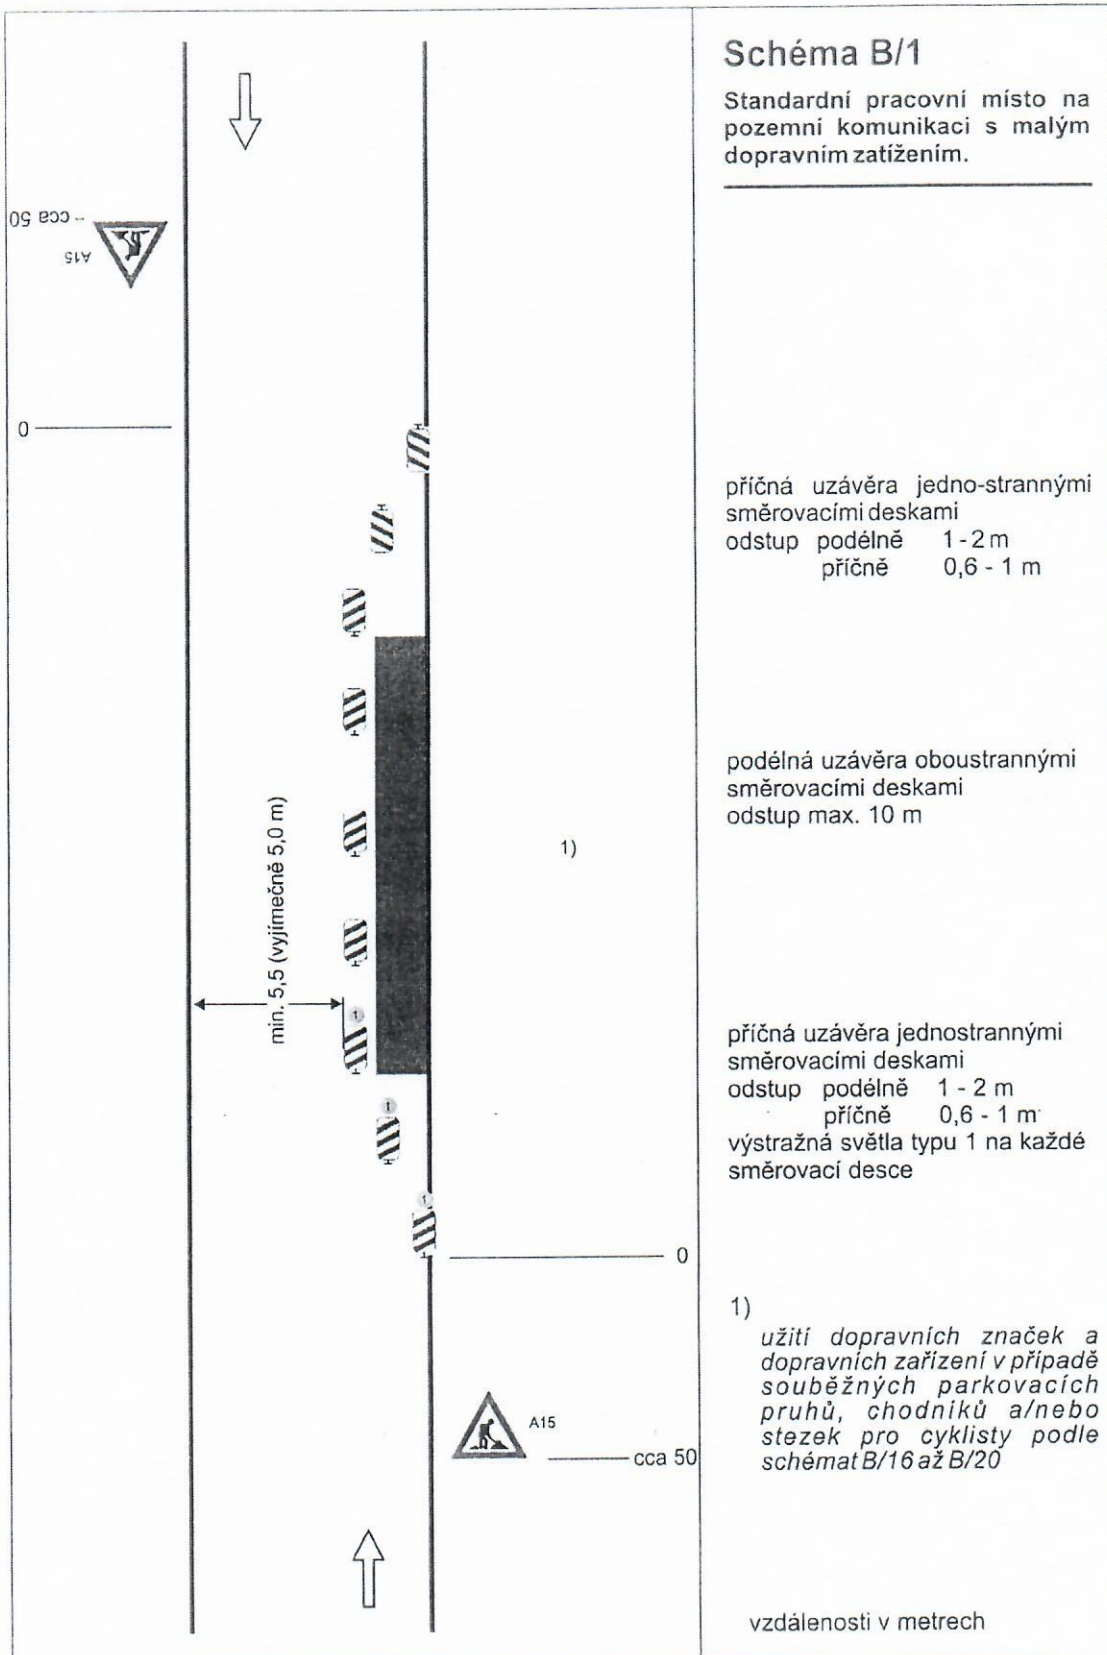 Schéma B/1
Standardní pracovní místo na
pozemní komunikaci s malým
dopravním zatížením.
cca 50
A15
0
příčná uzávěra jedno-strannými
směrovacími deskami
odstup podélně 1 - 2 m
příčně 0,6 - 1 m
podélná uzávěra oboustrannými
směrovacími deskami
odstup max. 10 m
1)
min. 5,5 (vyjímečně 5,0 m)
1
příčná uzávěra jednostrannými
směrovacími deskami
odstup podélně 1 - 2 m
příčně 0,6 - 1 m
výstražná světla typu 1 na každé
směrovací desce
1
1
0
1)
užití dopravních značek a
dopravních zařízení v případě
souběžných parkovacích
pruhů, chodníků a/nebo
stezek pro cyklisty podle
schémat B/16 až B/20
A15
cca 50
vzdálenosti v metrech